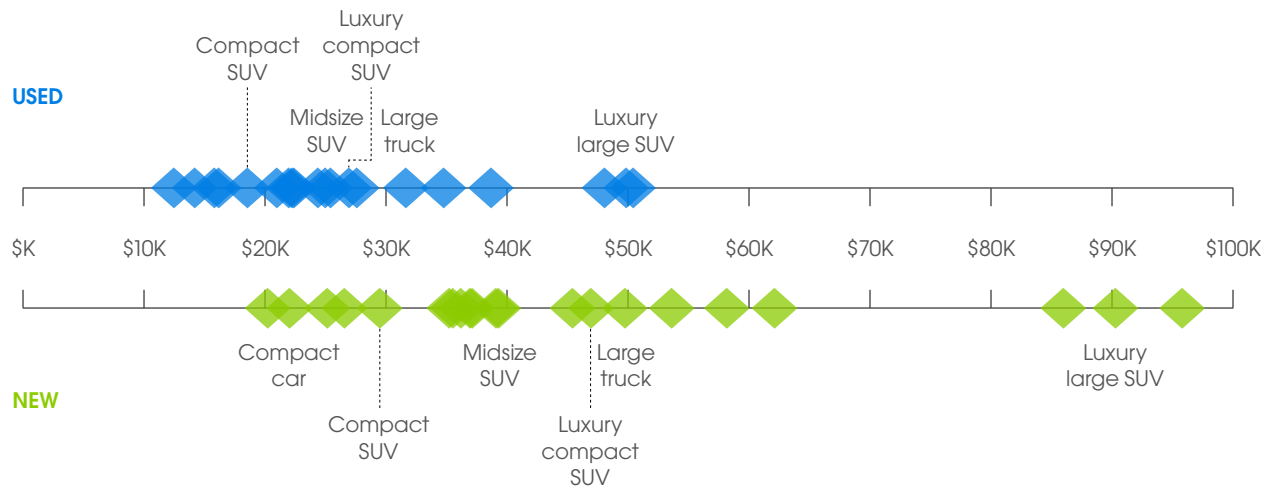 Luxury
compact
SUV
Compact
SUV
USED
Midsize
SUV
Large
truck
Luxury
large SUV
$K $10K $20K $30K $40K $50K $60K $70K $80K $90K $100K
Compact
car
Midsize
SUV
Large
truck
Luxury
large SUV
NEW
Compact
SUV
Luxury
compact
SUV